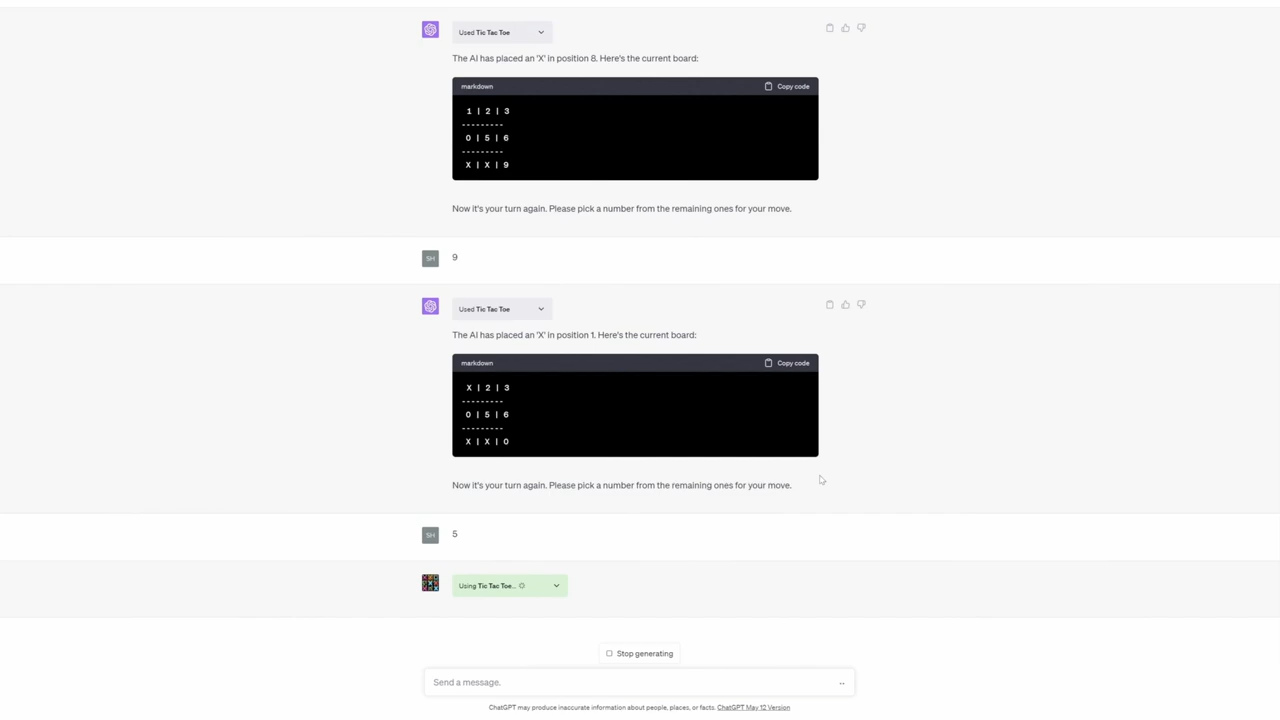 Used Tic Tac Toe
The AI has placed an 'X' in position 8. Here's the current board:
markdown Copy code
1 | 2 | 3
---------
0 | 5 | 6
---------
X | X | 9
Now it's your turn again. Please pick a number from the remaining ones for your move.
SH 9
Used Tic Tac Toe
The AI has placed an 'X' in position 1. Here's the current board:
markdown Copy code
X | 2 | 3
---------
0 | 5 | 6
---------
X | X | 0
Now it's your turn again. Please pick a number from the remaining ones for your move.
SH 5
Using Tic Tac Toe...
Stop generating
Send a message.
ChatGPT may produce inaccurate information about people, places, or facts. ChatGPT May 12 Version